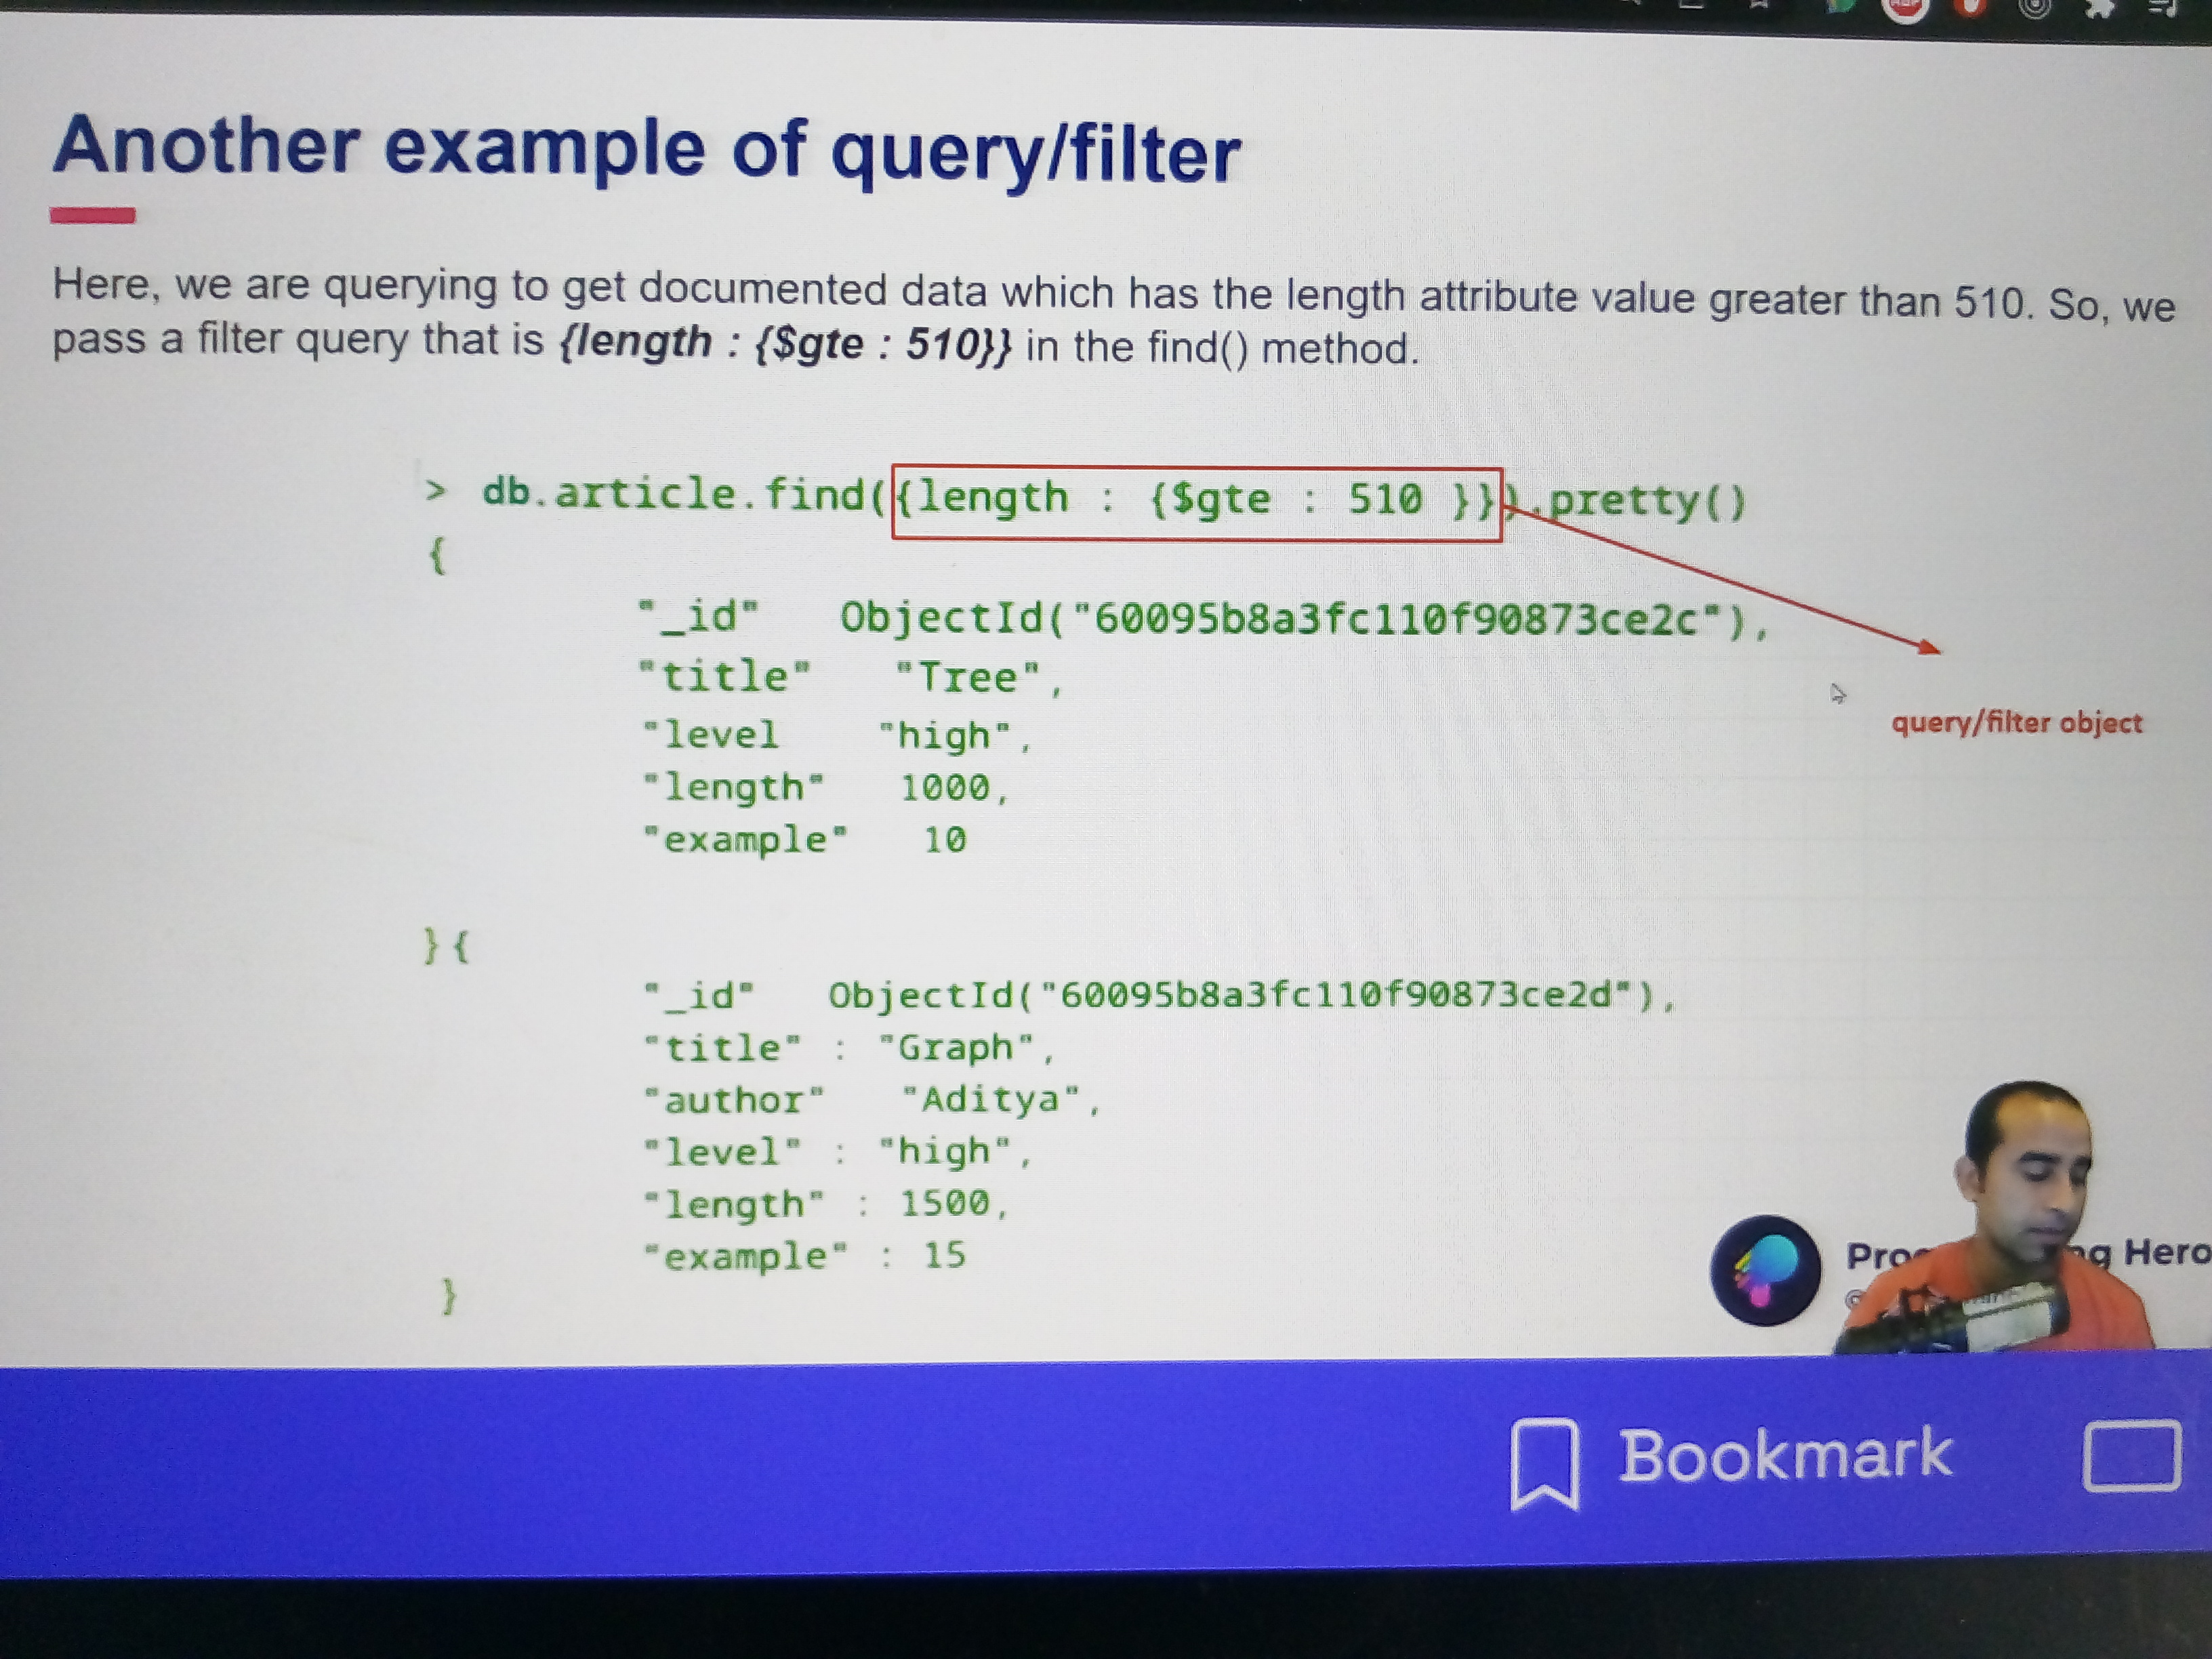 Another example of query/filter
Here, we are querying to get documented data which has the length attribute value greater than 510. So, we
pass a filter query that is {length : {$gte : 510}} in the find() method.
> db.article.find({length : {$gte : 510 }}).pretty()
{
"_id" ObjectId("60095b8a3fc110f90873ce2c"),
"title" "Tree",
"level "high",
"length" 1000,
"example" 10
query/filter object
}{
"_id" ObjectId("60095b8a3fc110f90873ce2d"),
"title" : "Graph",
"author" "Aditya",
"level" : "high",
"length" : 1500,
"example" : 15
}
Hero
Bookmark